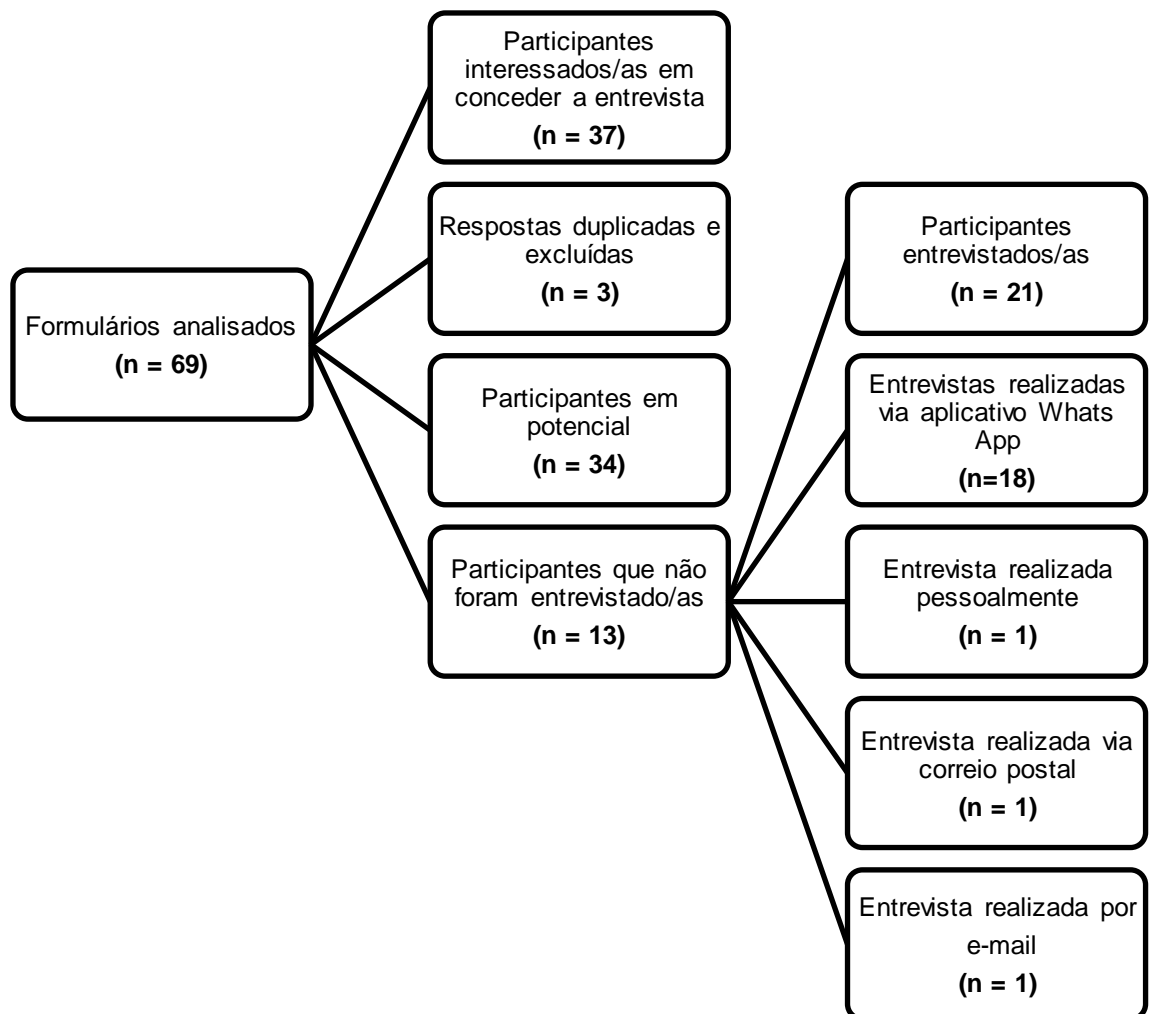 Formulários analisados
(n = 69)
Participantes
interessados/as em
conceder a entrevista
(n = 37)
Respostas duplicadas e
excluídas
(n = 3)
Participantes em
potencial
(n = 34)
Participantes que não
foram entrevistado/as
(n = 13)
Participantes
entrevistados/as
(n = 21)
Entrevistas realizadas
via aplicativo Whats
App
(n=18)
Entrevista realizada
pessoalmente
(n = 1)
Entrevista realizada via
correio postal
(n = 1)
Entrevista realizada por
e-mail
(n = 1)